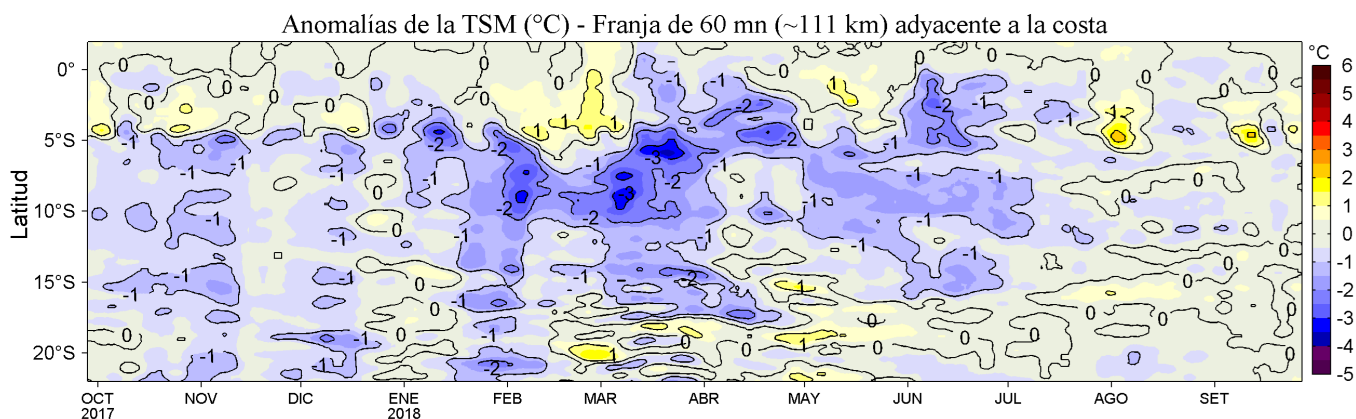 Anomalías de la TSM (°C) - Franja de 60 mn (~111 km) adyacente a la costa
°C
Latitud
0°
5°S
10°S
15°S
20°S
6
5
4
3
2
1
0
-1
-2
-3
-4
-5
OCT NOV DIC ENE FEB MAR ABR MAY JUN JUL AGO SET
2017 2018